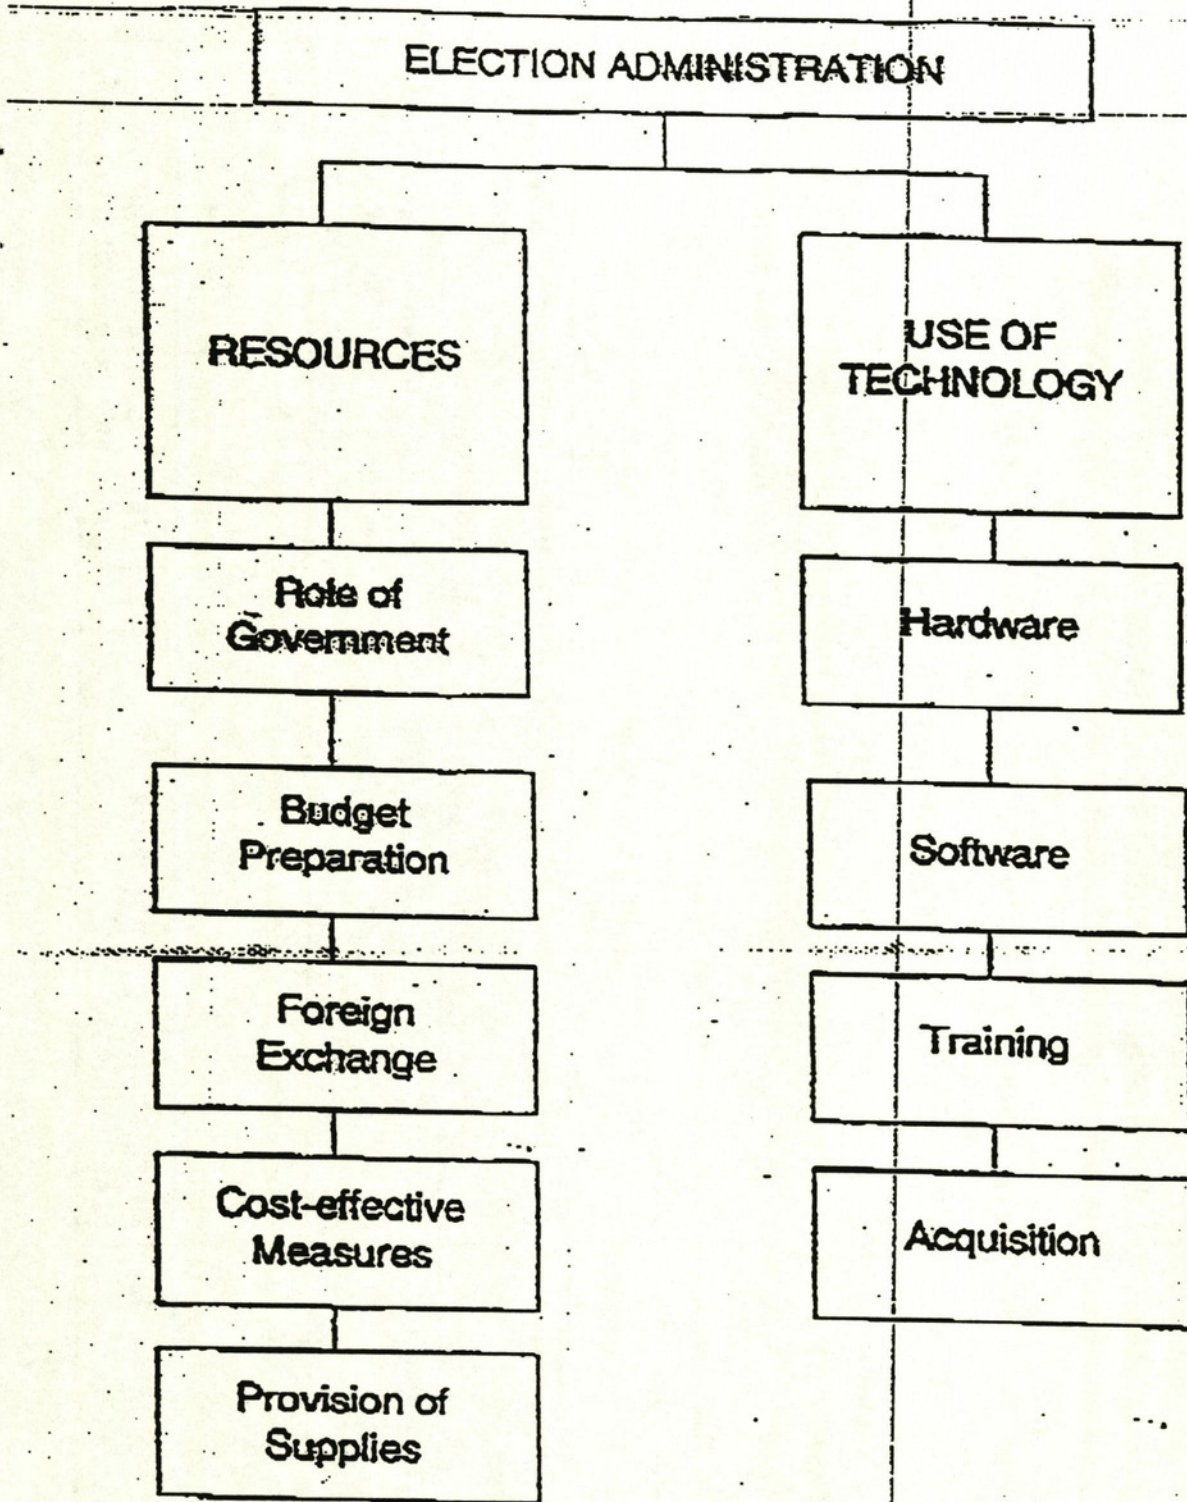 ELECTION ADMINISTRATION
RESOURCES
Role of
Government
Budget
Preparation
Foreign
Exchange
Cost-effective
Measures
Provision of
Supplies
USE OF
TECHNOLOGY
Hardware
Software
Training
Acquisition